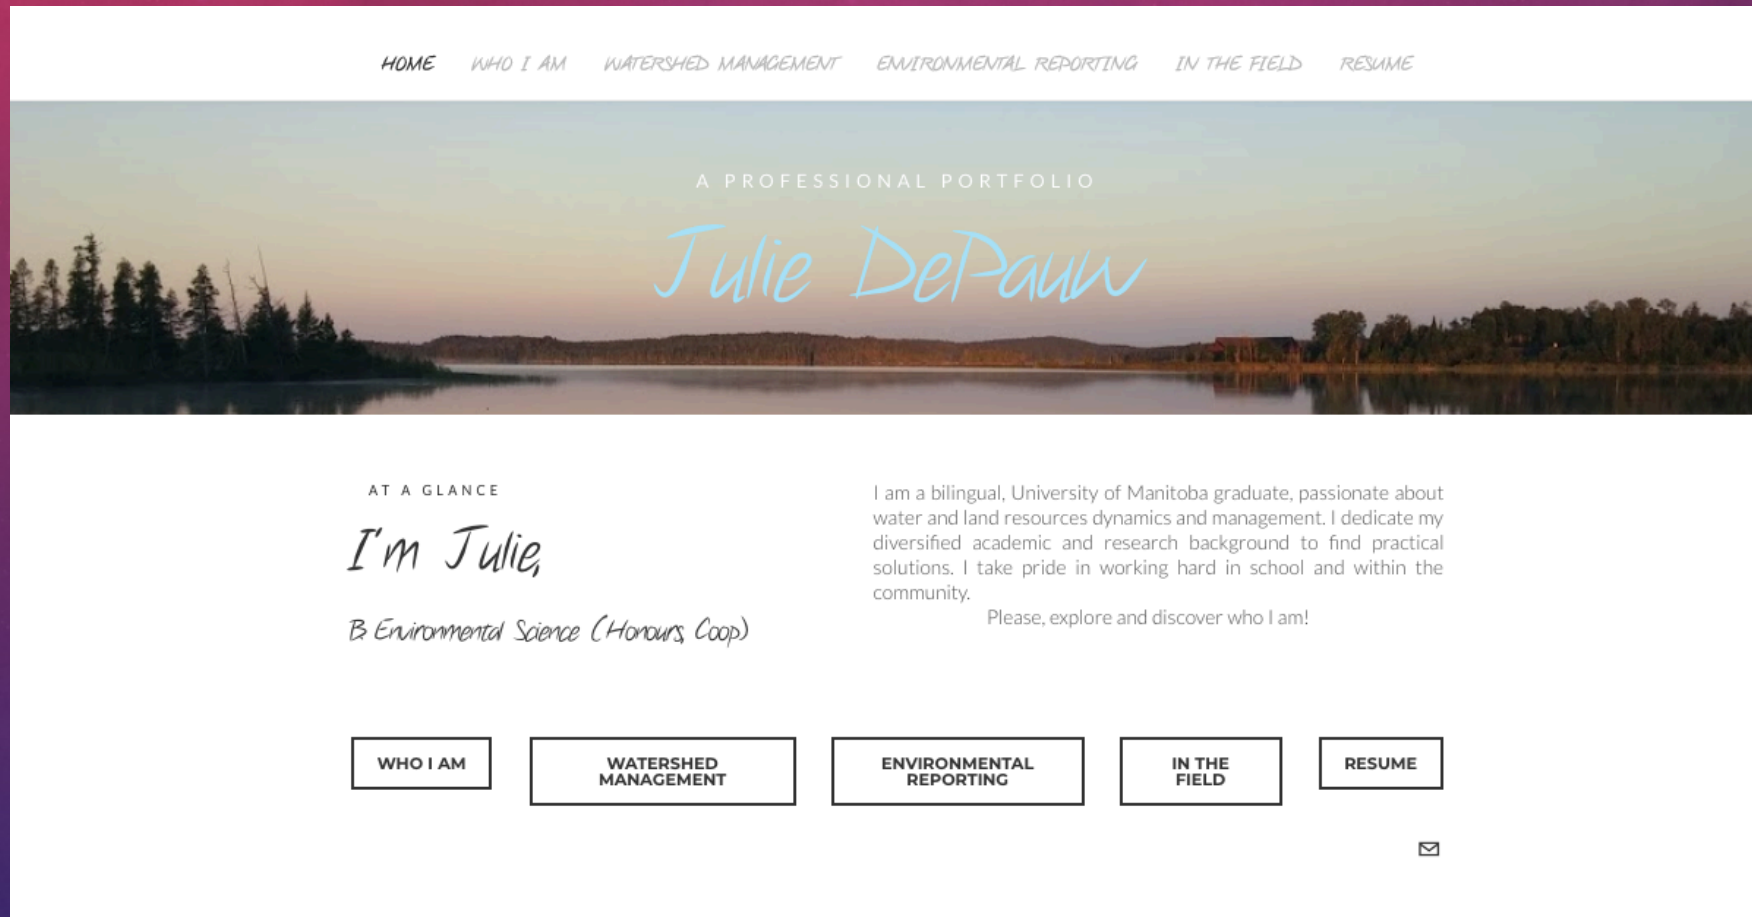 HOME WHO I AM WATERSHED MANAGEMENT ENVIRONMENTAL REPORTING IN THE FIELD RESUME
A PROFESSIONAL PORTFOLIO
Julie DePauw
AT A GLANCE
I'm Julie,
B. Environmental Science (Honours, Coop)
I am a bilingual, University of Manitoba graduate, passionate about
water and land resources dynamics and management. I dedicate my
diversified academic and research background to find practical
solutions. I take pride in working hard in school and within the
community.
Please, explore and discover who I am!
WHO I AM
WATERSHED
MANAGEMENT
ENVIRONMENTAL
REPORTING
IN THE
FIELD
RESUME